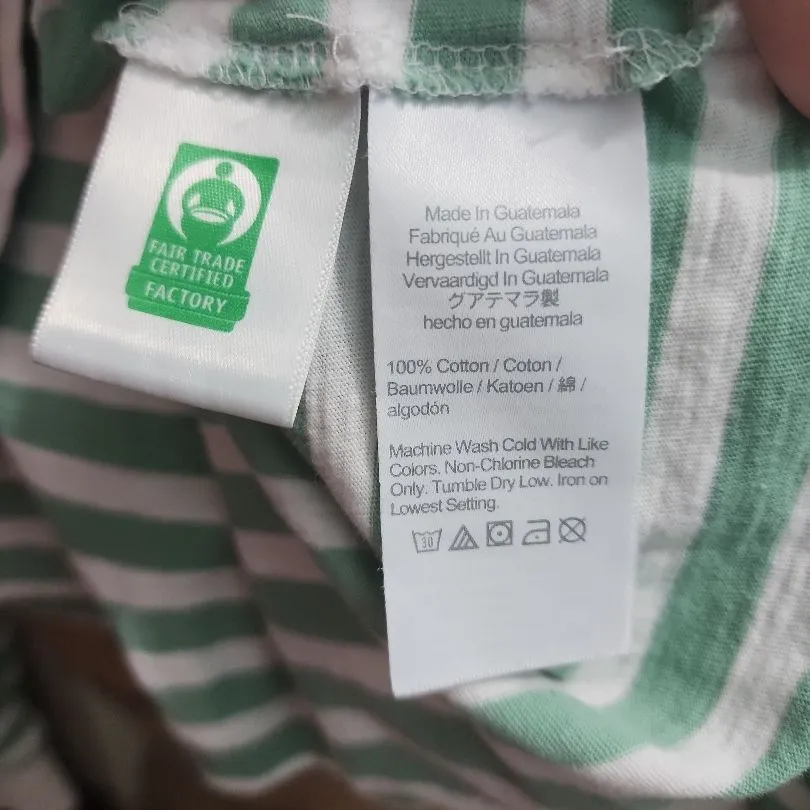 FAIR TRADE
CERTIFIED
FACTORY
Made In Guatemala
Fabriqué Au Guatemala
Hergestellt In Guatemala
Vervaardigd In Guatemala
グアテマラ製
hecho en guatemala
100% Cotton / Coton /
Baumwolle / Katoen / 綿 /
algodón
Machine Wash Cold With Like
Colors. Non-Chlorine Bleach
Only. Tumble Dry Low. Iron on
Lowest Setting.
30